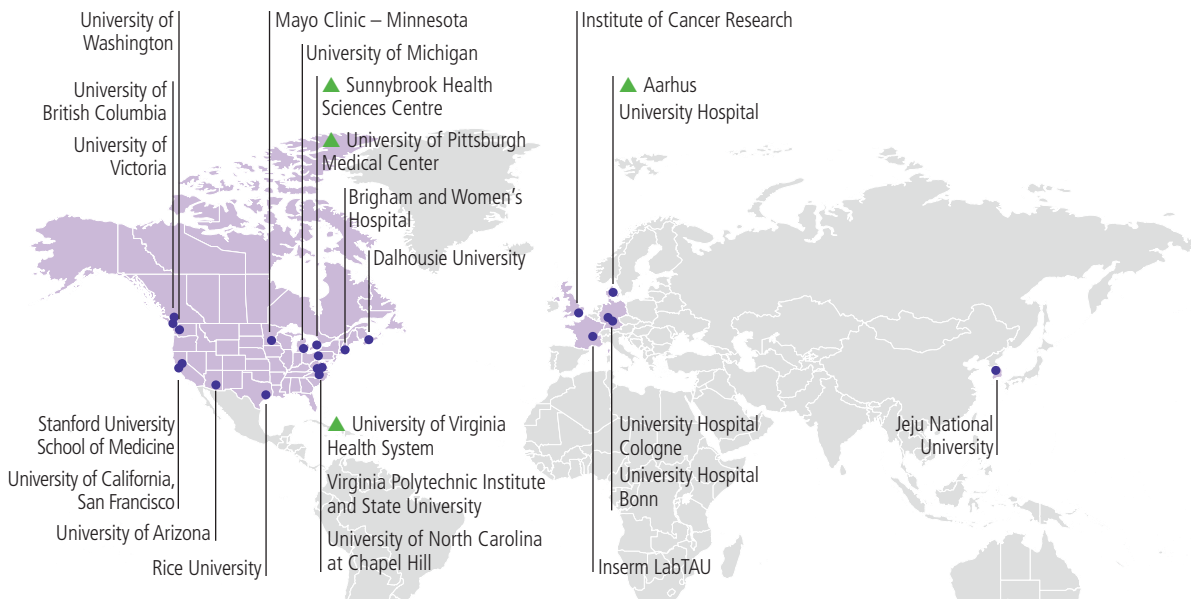 University of
Washington
University of
British Columbia
University of
Victoria
Mayo Clinic – Minnesota
University of Michigan
Sunnybrook Health
Sciences Centre
University of Pittsburgh
Medical Center
Brigham and Women's
Hospital
Dalhousie University
Institute of Cancer Research
Aarhus
University Hospital
Stanford University
School of Medicine
University of California,
San Francisco
University of Arizona
Rice University
University of Virginia
Health System
Virginia Polytechnic Institute
and State University
University of North Carolina
at Chapel Hill
University Hospital
Cologne
University Hospital
Bonn
Inserm LabTAU
Jeju National
University